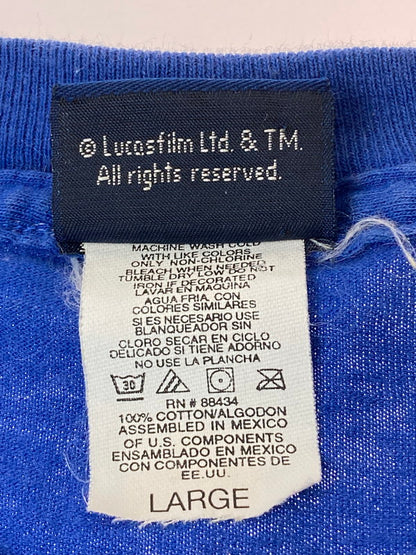 © Lucasfilm Ltd. & TM.
All rights reserved.
MACHINE WASH COLD
WITH LIKE COLORS
ONLY NON-CHLORINE
BLEACH WHEN NEEDED
TUMBLE DRY LOW DO NOT
IRON IF DECORATED
LAVAR EN MAQUINA
AGUA FRIA, CON
COLORES SIMILARES
SI ES NECESARIO USE
BLANQUEADOR SIN
CLORO SECAR EN CICLO
DELICADO SI TIENE ADORNO
NO USE LA PLANCHA
30
RN # 88434
100% COTTON/ALGODON
ASSEMBLED IN MEXICO
OF U.S. COMPONENTS
ENSAMBLADO EN MEXICO
CON COMPONENTES DE
EE.UU.
LARGE